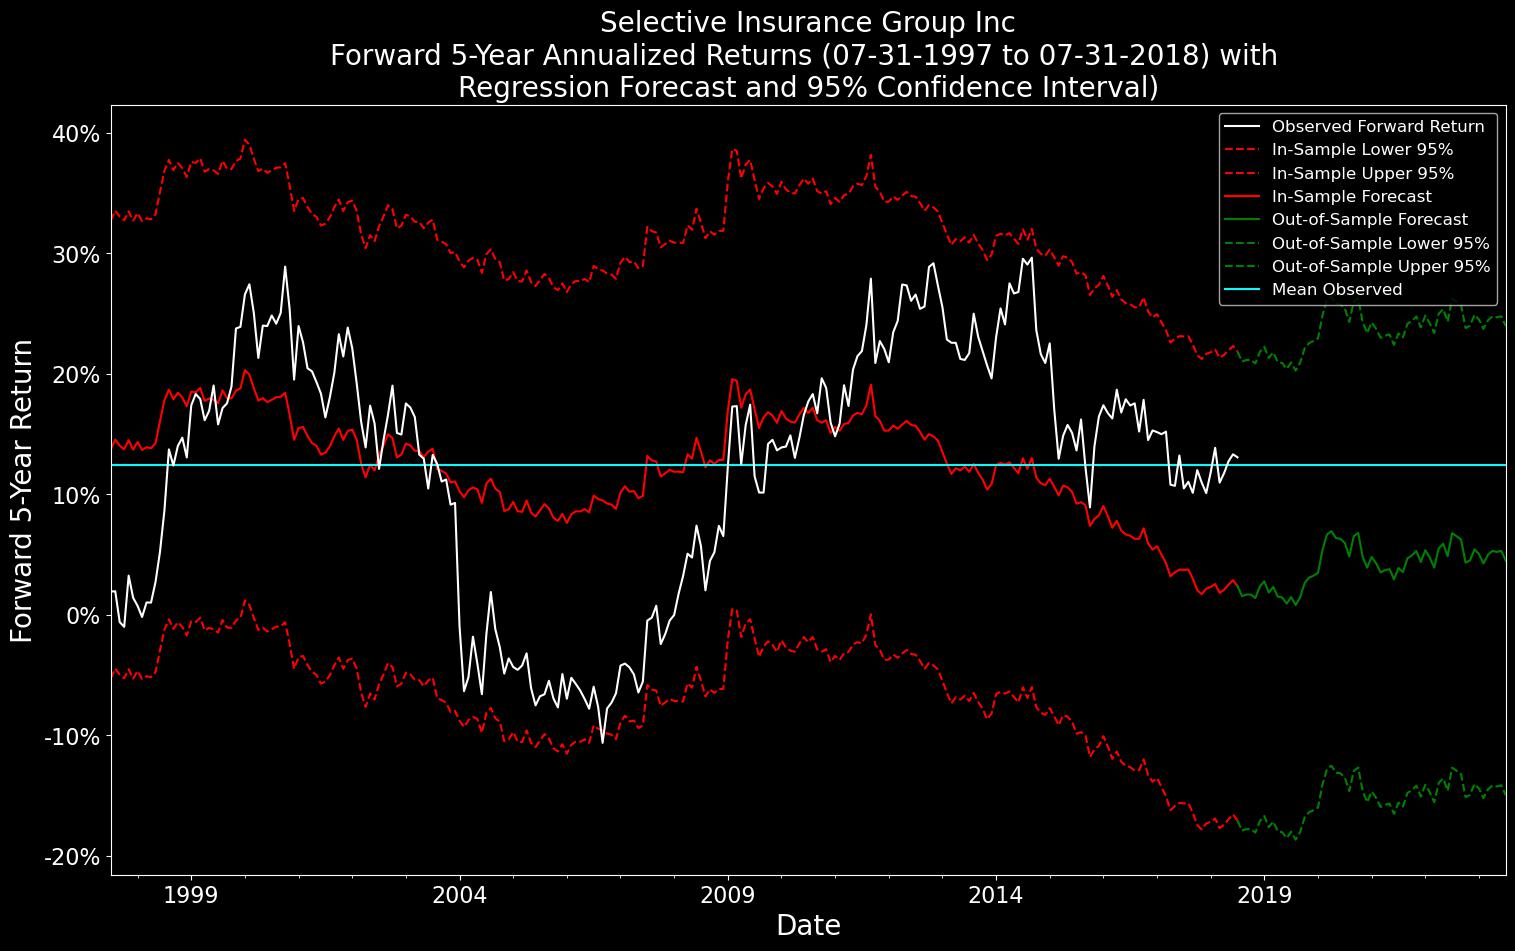 Selective Insurance Group Inc
Forward 5-Year Annualized Returns (07-31-1997 to 07-31-2018) with
Regression Forecast and 95% Confidence Interval)
Forward 5-Year Return
40%
30%
20%
10%
0%
-10%
-20%
Observed Forward Return
In-Sample Lower 95%
In-Sample Upper 95%
In-Sample Forecast
Out-of-Sample Forecast
Out-of-Sample Lower 95%
Out-of-Sample Upper 95%
Mean Observed
1999
2004
2009
2014
2019
Date